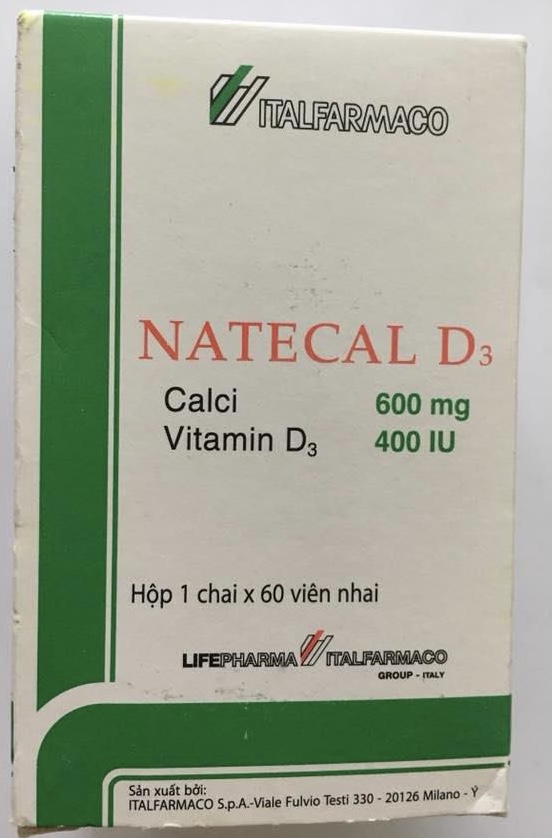 ITALFARMACO
NATECAL D₃
Calci 600 mg
Vitamin D₃ 400 IU
Hộp 1 chai x 60 viên nhai
LIFEPHARMA ITALFARMACO
GROUP - ITALY
Sản xuất bởi:
ITALFARMACO S.p.A.-Viale Fulvio Testi 330 - 20126 Milano - Ý